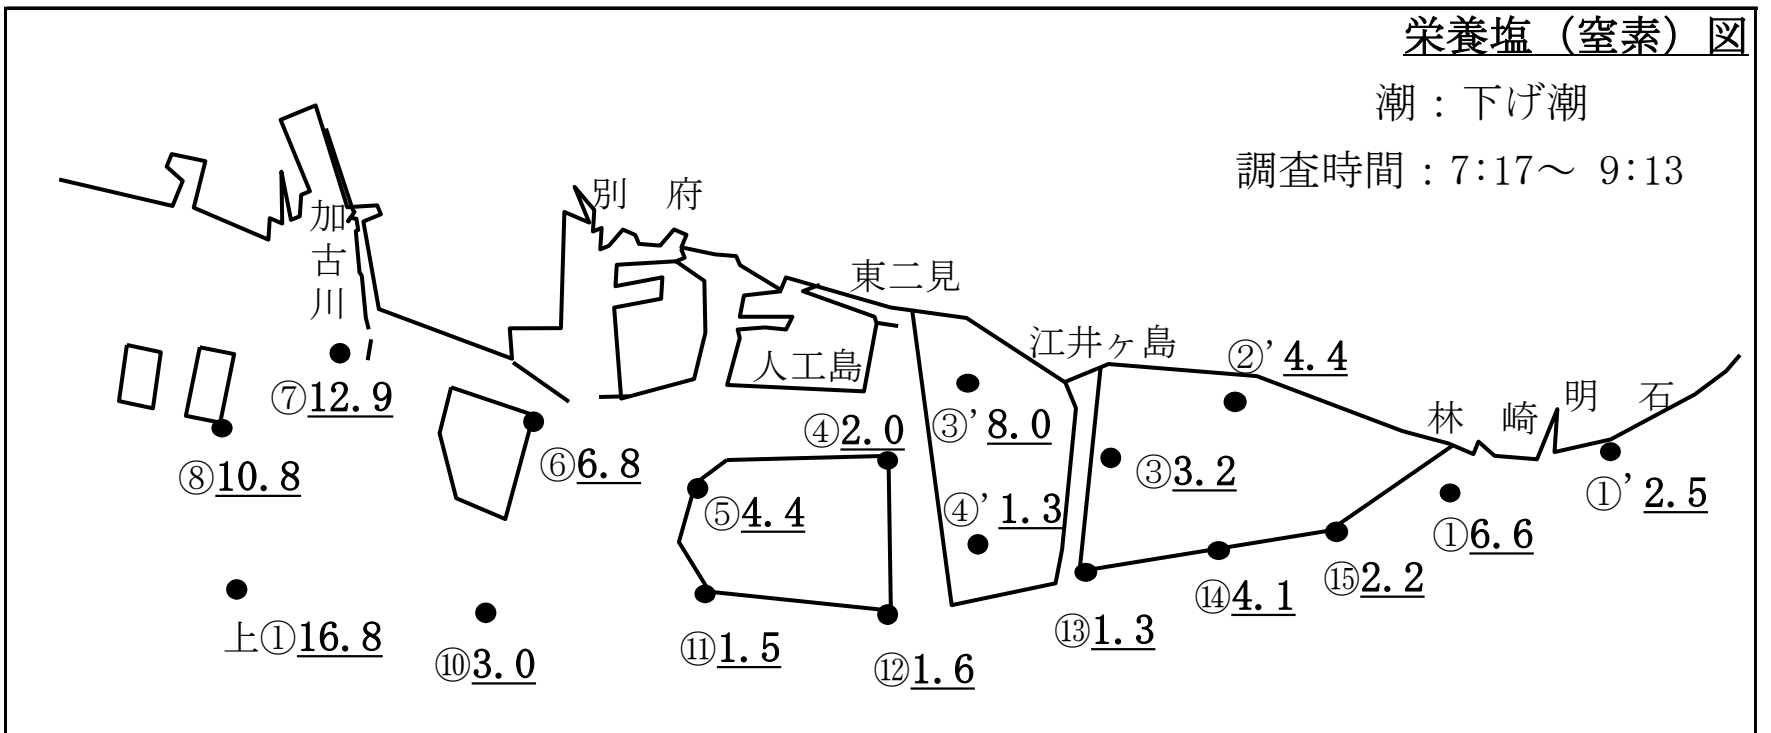 栄養塩（窒素）図
潮：下げ潮
調査時間：7:17～ 9:13
別 府
加古川
東二見
江井ヶ島
人工島
林 崎
明 石
②’4.4
⑦12.9
④2.0
③’8.0
⑥6.8
⑧10.8
③3.2
⑤4.4
④’1.3
①’2.5
①6.6
⑮2.2
⑭4.1
上①16.8
⑬1.3
⑩3.0
⑪1.5
⑫1.6